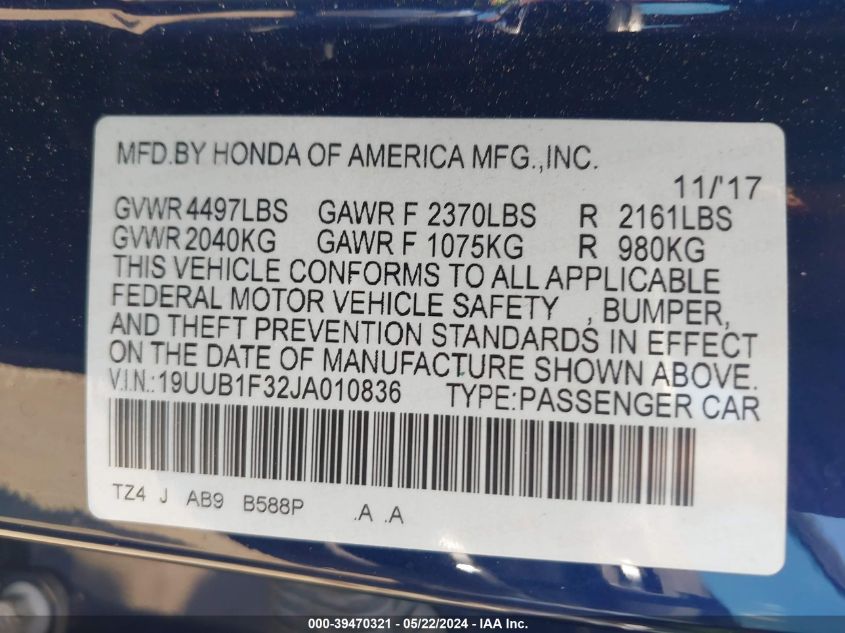 MFD.BY HONDA OF AMERICA MFG.,INC.
11/'17
GVWR 4497LBS GAWR F 2370LBS R 2161LBS
GVWR 2040KG GAWR F 1075KG R 980KG
THIS VEHICLE CONFORMS TO ALL APPLICABLE
FEDERAL MOTOR VEHICLE SAFETY , BUMPER,
AND THEFT PREVENTION STANDARDS IN EFFECT
ON THE DATE OF MANUFACTURE SHOWN ABOVE.
V.I.N.:19UUB1F32JA010836 TYPE:PASSENGER CAR
TZ4 J AB9 B588P .A .A
000-39470321 - 05/22/2024 - IAA Inc.